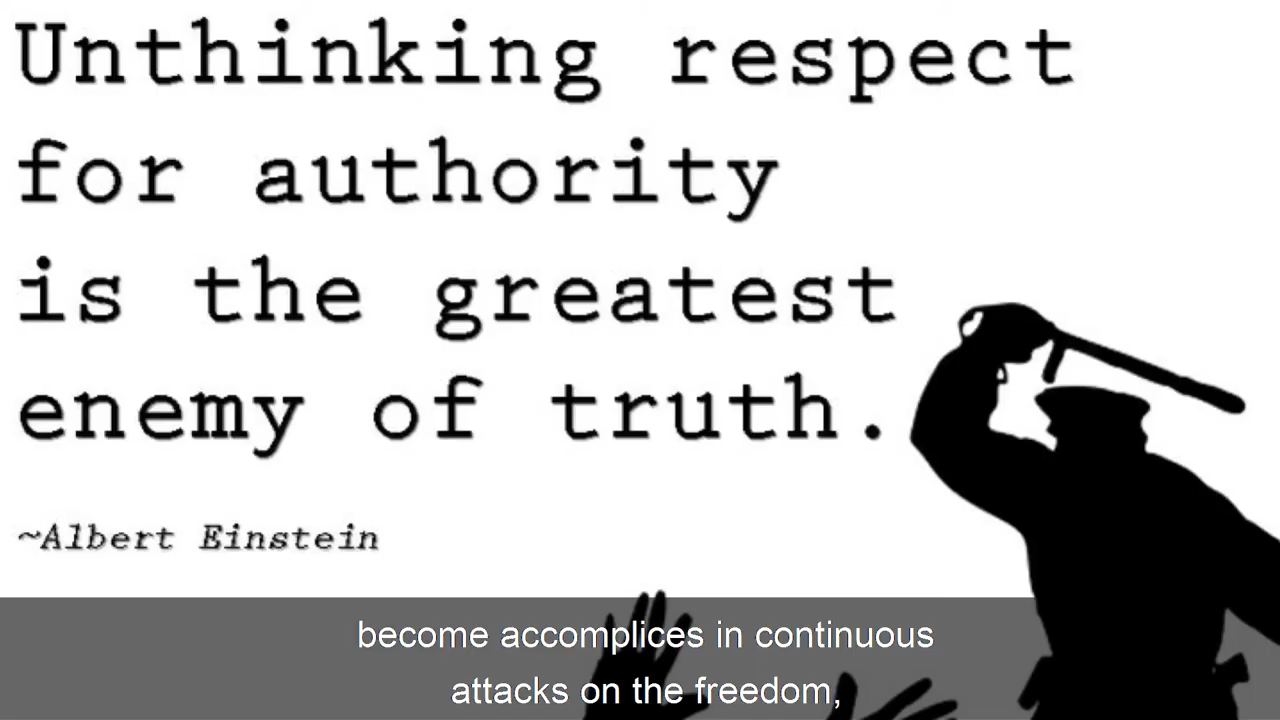 Unthinking respect
for authority
is the greatest
enemy of truth.
~Albert Einstein
become accomplices in continuous
attacks on the freedom,